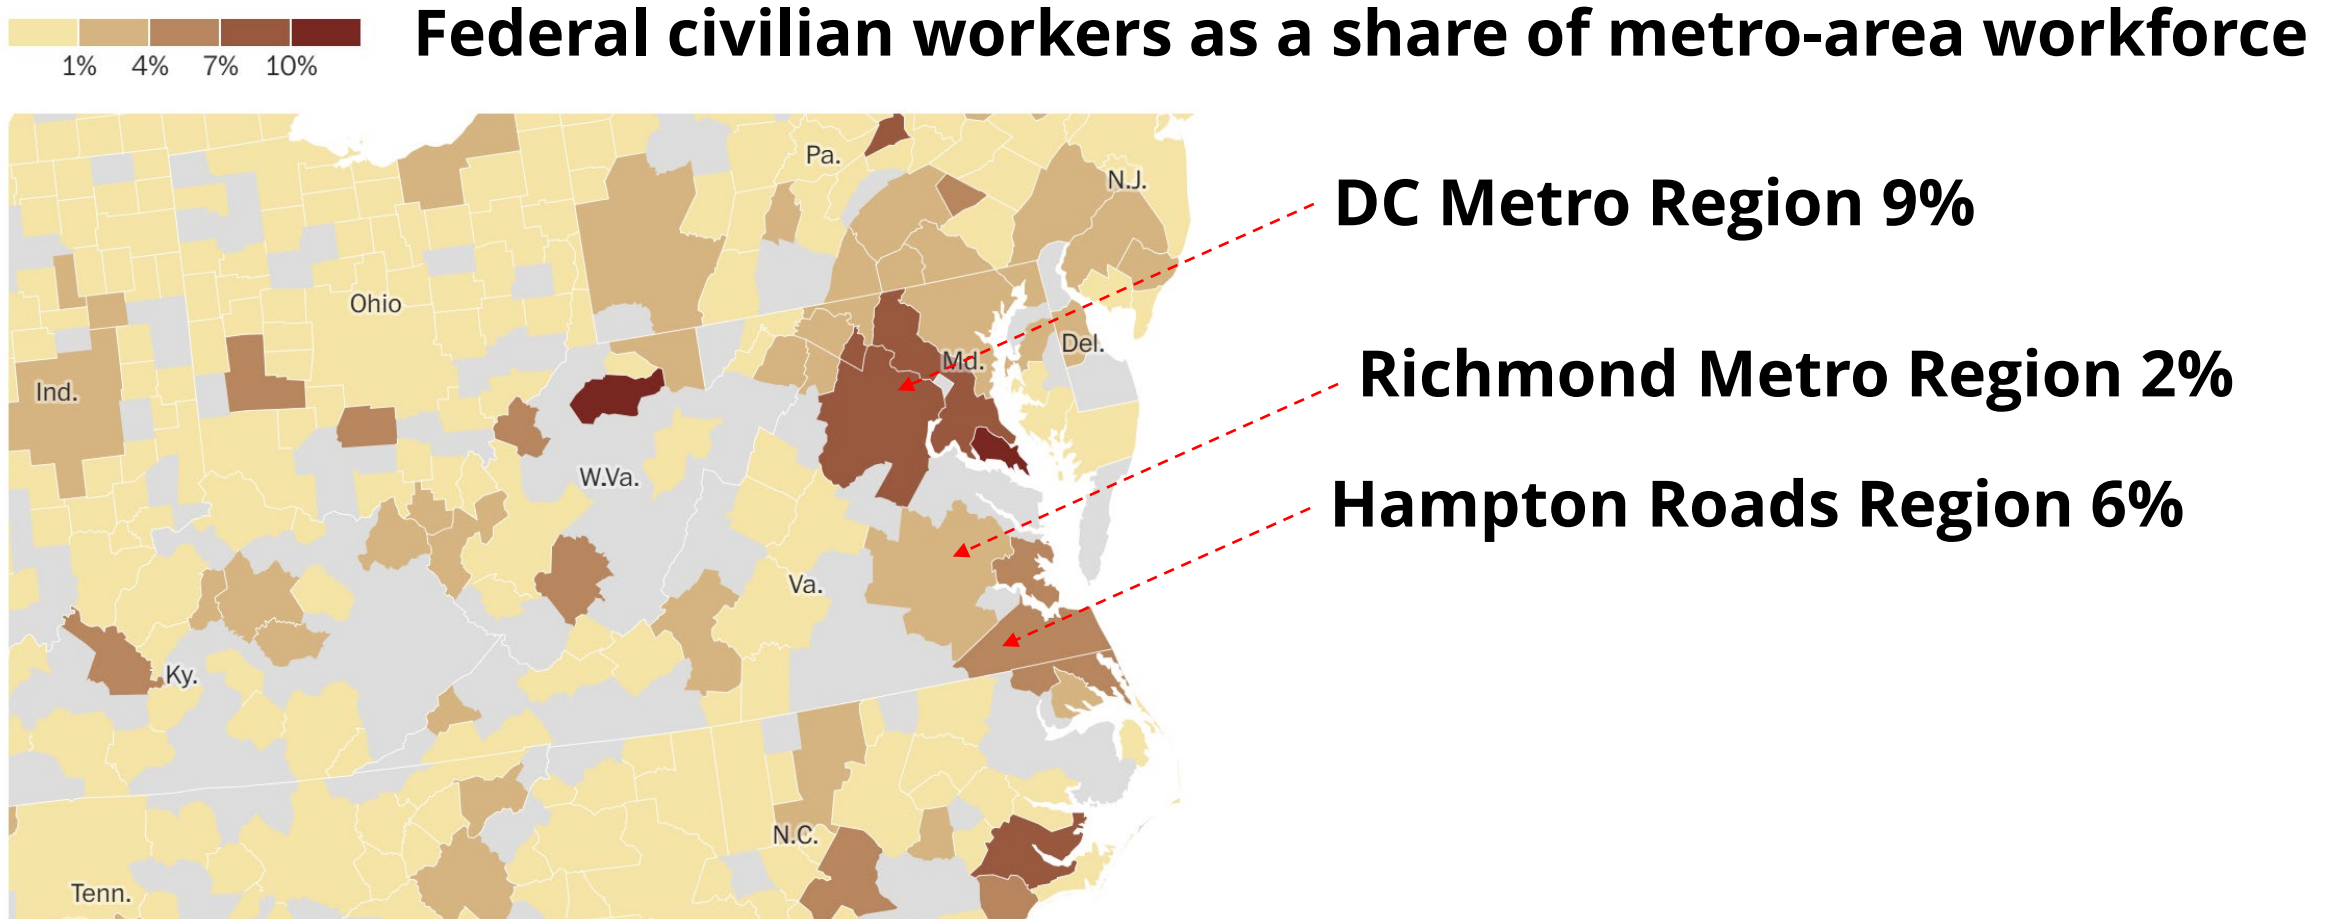 Federal civilian workers as a share of metro-area workforce
1% 4% 7% 10%
Pa.
N.J.
DC Metro Region 9%
Ohio
Del.
Md.
Richmond Metro Region 2%
Ind.
W.Va.
Hampton Roads Region 6%
Va.
Ky.
N.C.
Tenn.